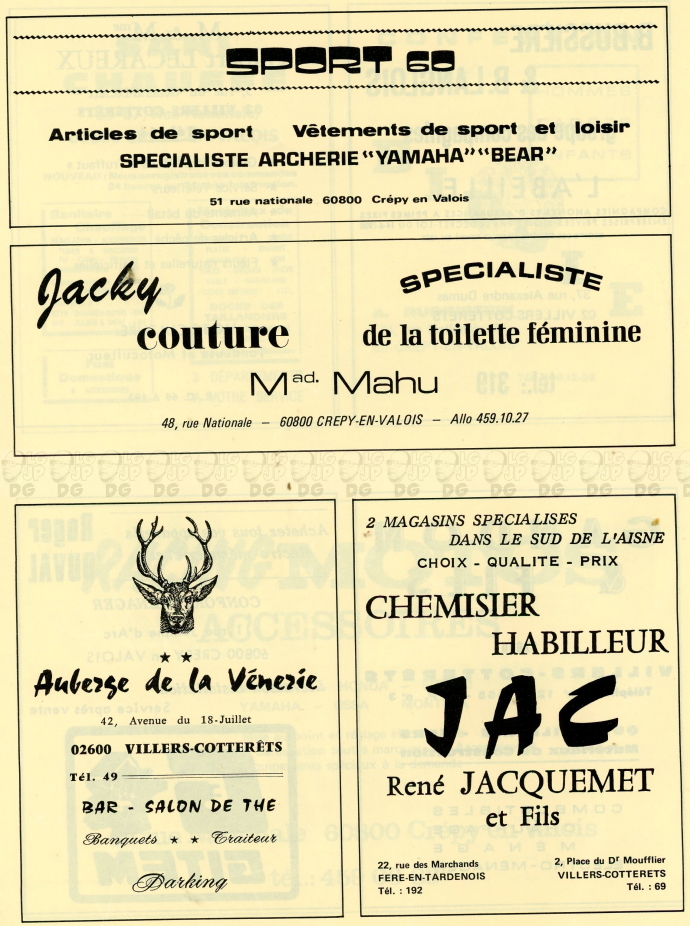 SPORT 60
Articles de sport Vêtements de sport et loisir
SPECIALISTE ARCHERIE "YAMAHA" "BEAR"
51 rue nationale 60800 Crépy en Valois
Jacky
couture
SPECIALISTE
de la toilette féminine
Mad. Mahu
48, rue Nationale — 60800 CREPY-EN-VALOIS — Allo 459.10.27
★ ★
Auberge de la Vénerie
42, Avenue du 18-Juillet
02600 VILLERS-COTTERÊTS
Tél. 49
BAR - SALON DE THE
Banquets ★ ★ Traiteur
Parking
2 MAGASINS SPECIALISES
DANS LE SUD DE L'AISNE
CHOIX - QUALITE - PRIX
CHEMISIER
HABILLEUR
JAC
René JACQUEMET
et Fils
22, rue des Marchands
FERE-EN-TARDENOIS
Tél. : 192
2, Place du Dr Moufflier
VILLERS-COTTERETS
Tél. : 69